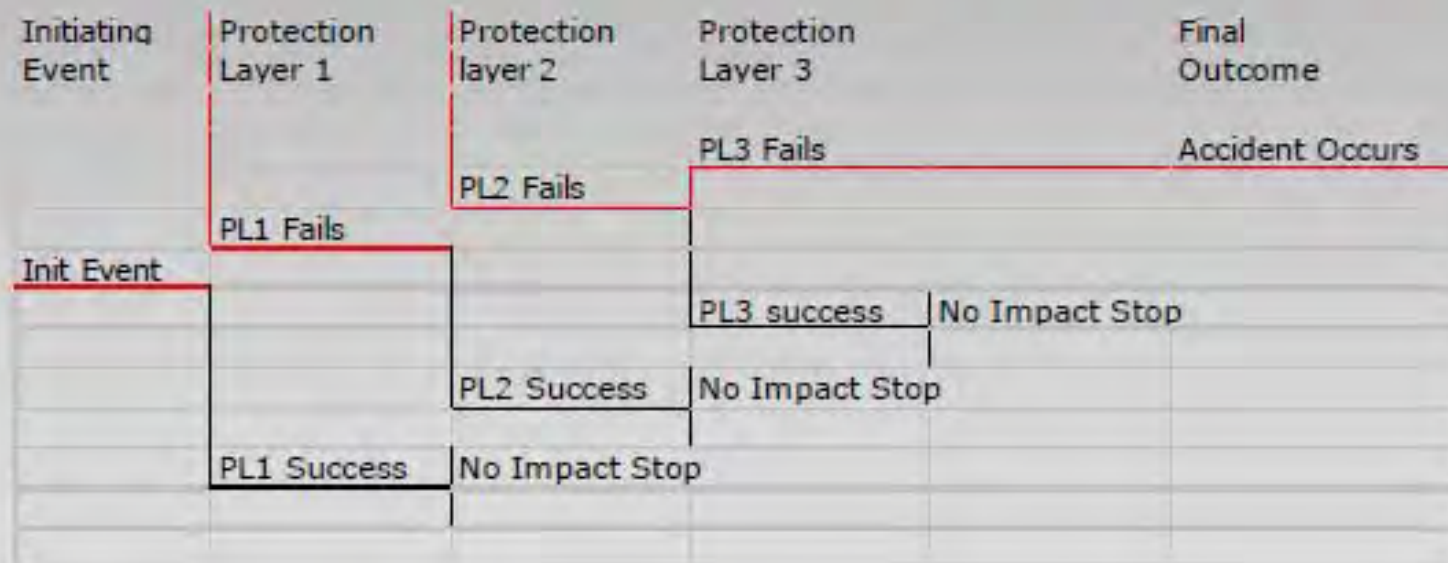 Initiating Event
Protection Layer 1
Protection layer 2
Protection Layer 3
Final Outcome
PL3 Fails
Accident Occurs
PL2 Fails
PL1 Fails
Init Event
PL3 success
No Impact Stop
PL2 Success
No Impact Stop
PL1 Success
No Impact Stop